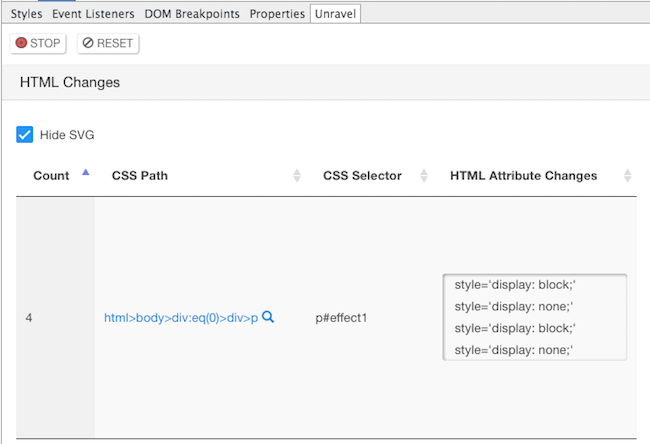 Styles Event Listeners DOM Breakpoints Properties Unravel
STOP RESET
HTML Changes
Hide SVG
Count CSS Path CSS Selector HTML Attribute Changes
style='display: block;'
style='display: none;'
4 html>body>div:eq(0)>div>p p#effect1
style='display: block;'
style='display: none;'